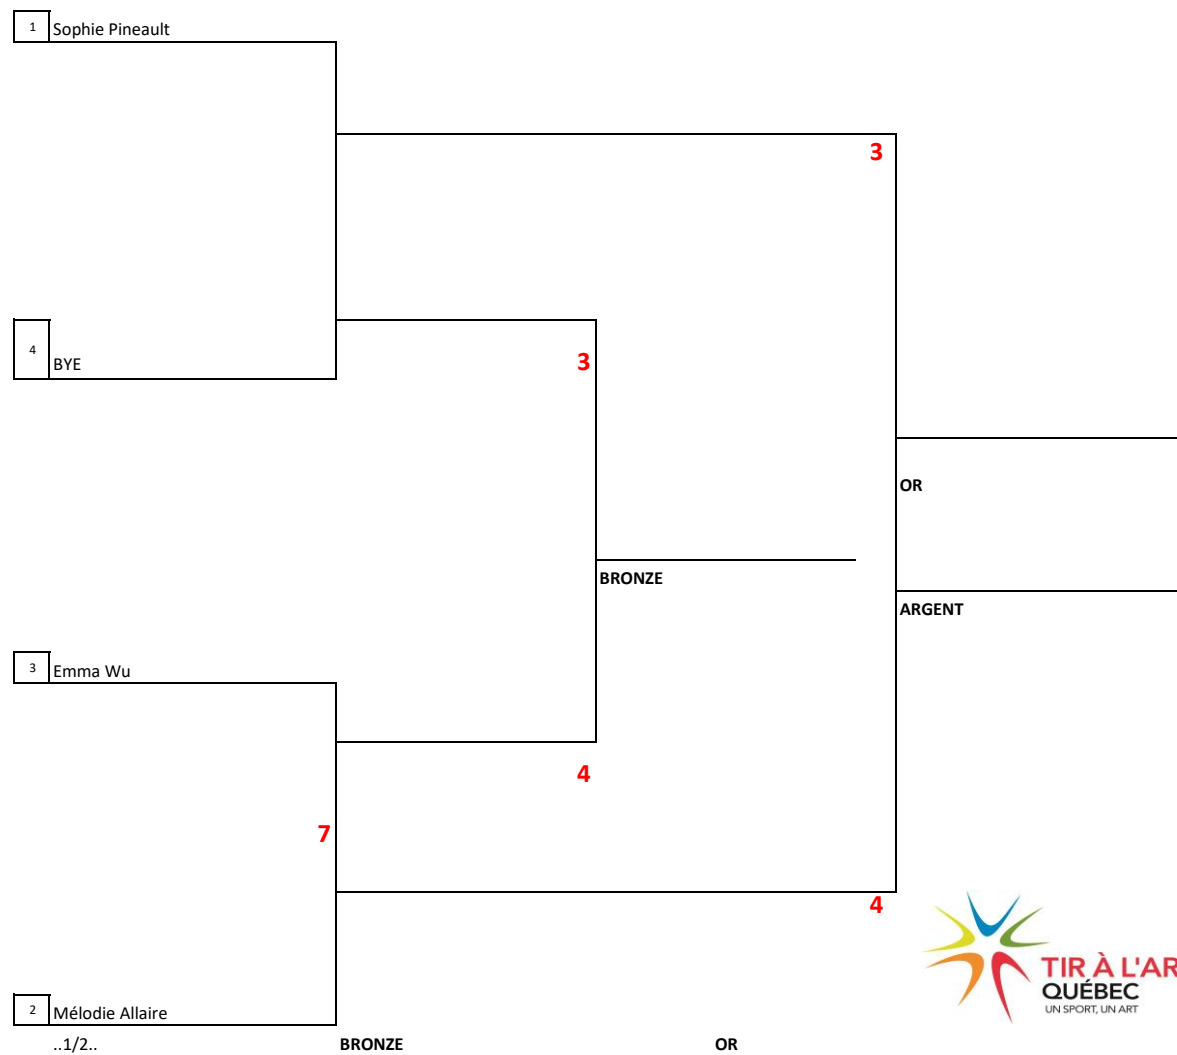 1 Sophie Pineault
3
4 BYE
3
OR
BRONZE
ARGENT
3 Emma Wu
4
7
4
TIR À L'AR
QUÉBEC
UN SPORT, UN ART
2 Mélodie Allaire
..1/2.. BRONZE OR